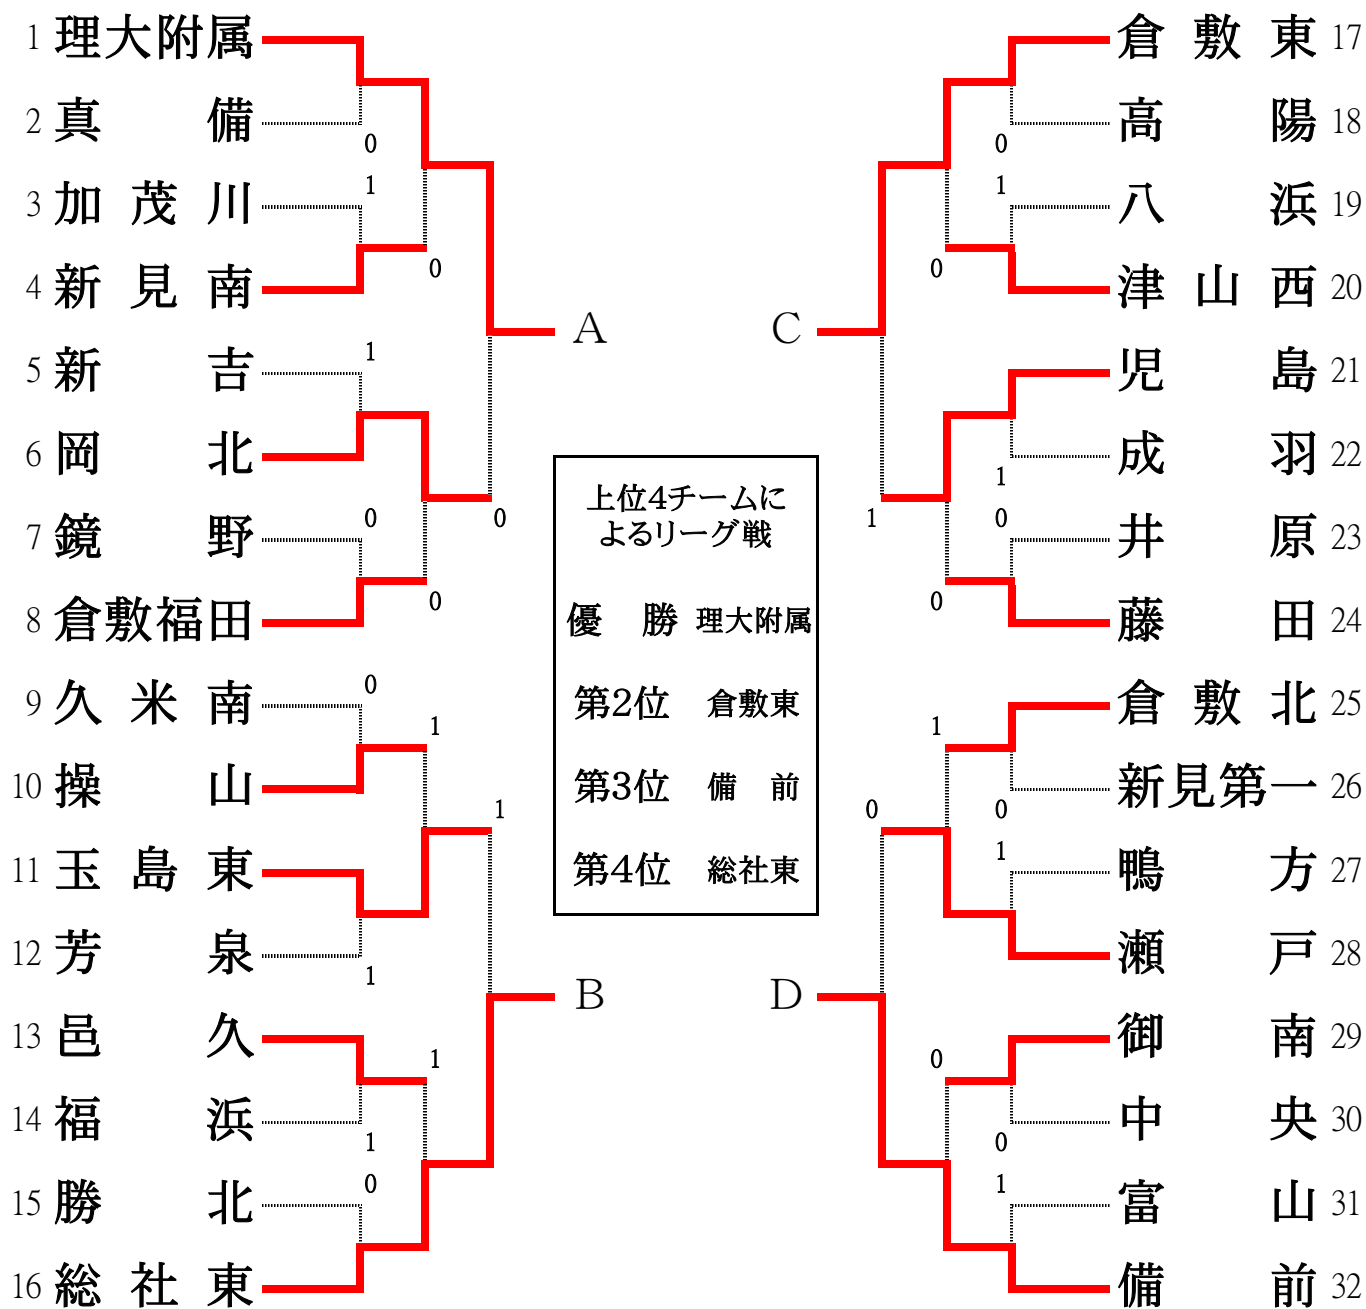 1 理大附属
2 真備
0
1
3 加茂川
0
4 新見南
A
1
5 新吉
6 岡北
0
0
7 鏡野
0
8 倉敷福田
0
9 久米南
1
10 操山
1
11 玉島東
12 芳泉
1
B
13 邑久
1
14 福浜
1
0
15 勝北
16 総社東
上位4チームに
よるリーグ戦
優勝 理大附属
第2位 倉敷東
第3位 備前
第4位 総社東
倉敷東 17
高陽 18
0
1
八浜 19
0
津山西 20
C
児島 21
成羽 22
1
1
0
井原 23
0
藤田 24
倉敷北 25
1
新見第一 26
0
0
1
鴨方 27
瀬戸 28
D
御南 29
0
中央 30
0
1
富山 31
備前 32